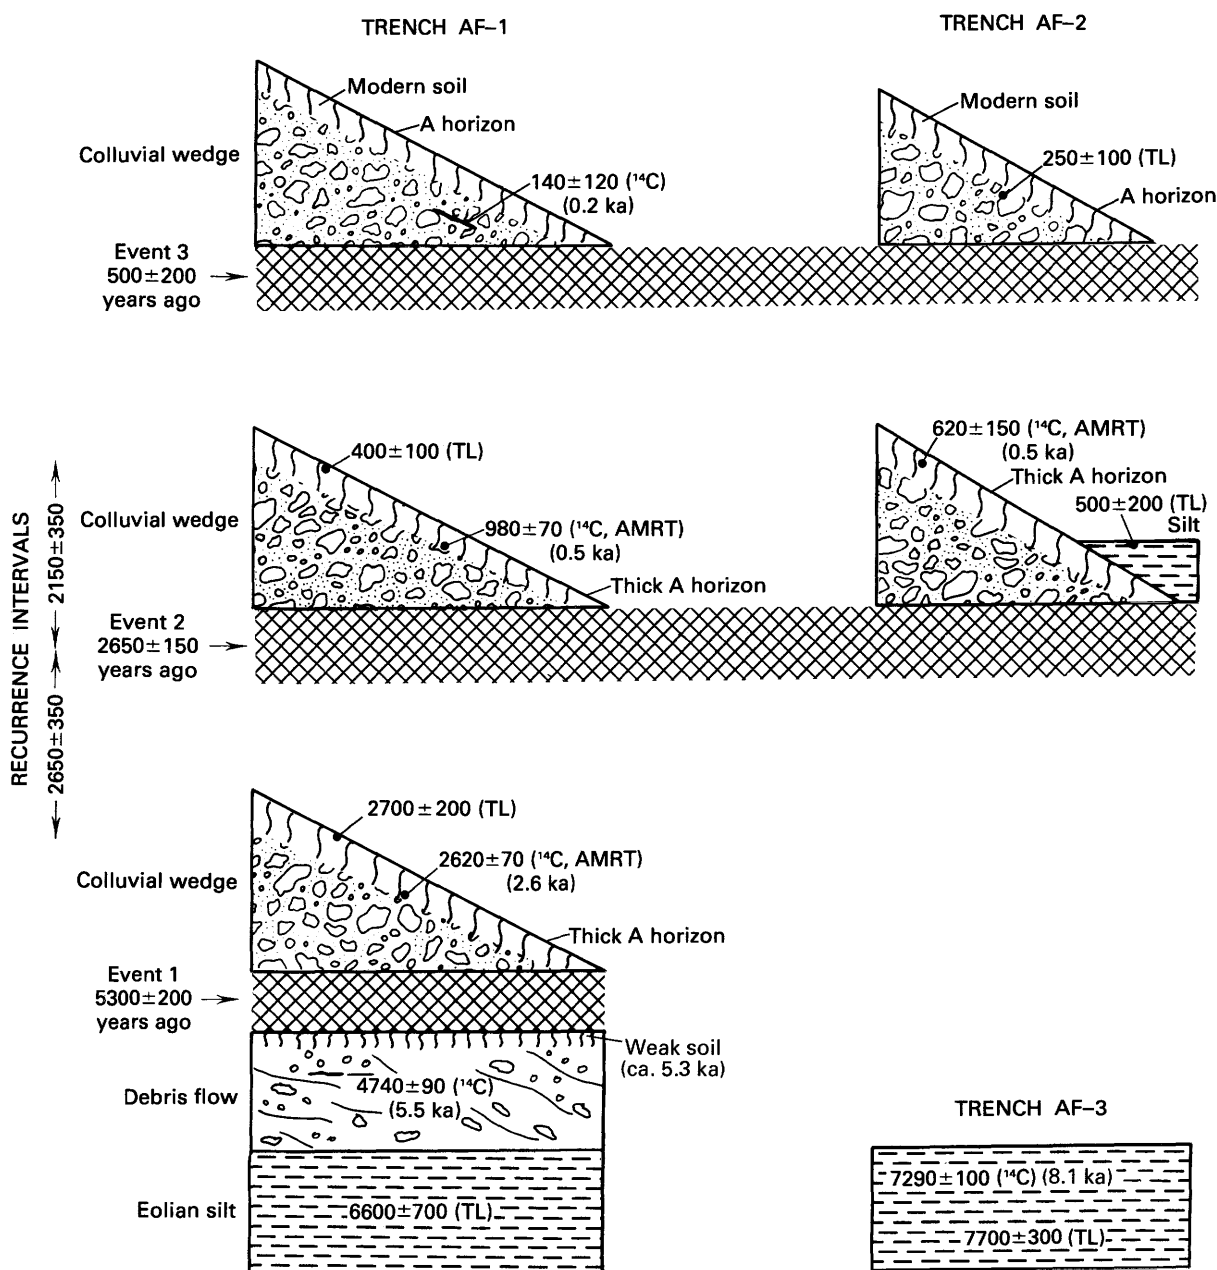 TRENCH AF–1
TRENCH AF–2
Modern soil
A horizon
Colluvial wedge
140±120 (¹⁴C)
(0.2 ka)
Modern soil
250±100 (TL)
A horizon
Event 3
500±200
years ago
RECURRENCE INTERVALS
2150±350
2650±350
400±100 (TL)
Colluvial wedge
980±70 (¹⁴C, AMRT)
(0.5 ka)
Thick A horizon
620±150 (¹⁴C, AMRT)
(0.5 ka)
Thick A horizon
500±200 (TL)
Silt
Event 2
2650±150
years ago
2700±200 (TL)
2620±70 (¹⁴C, AMRT)
(2.6 ka)
Colluvial wedge
Thick A horizon
Event 1
5300±200
years ago
Weak soil
(ca. 5.3 ka)
Debris flow
4740±90 (¹⁴C)
(5.5 ka)
Eolian silt
6600±700 (TL)
TRENCH AF–3
7290±100 (¹⁴C) (8.1 ka)
7700±300 (TL)